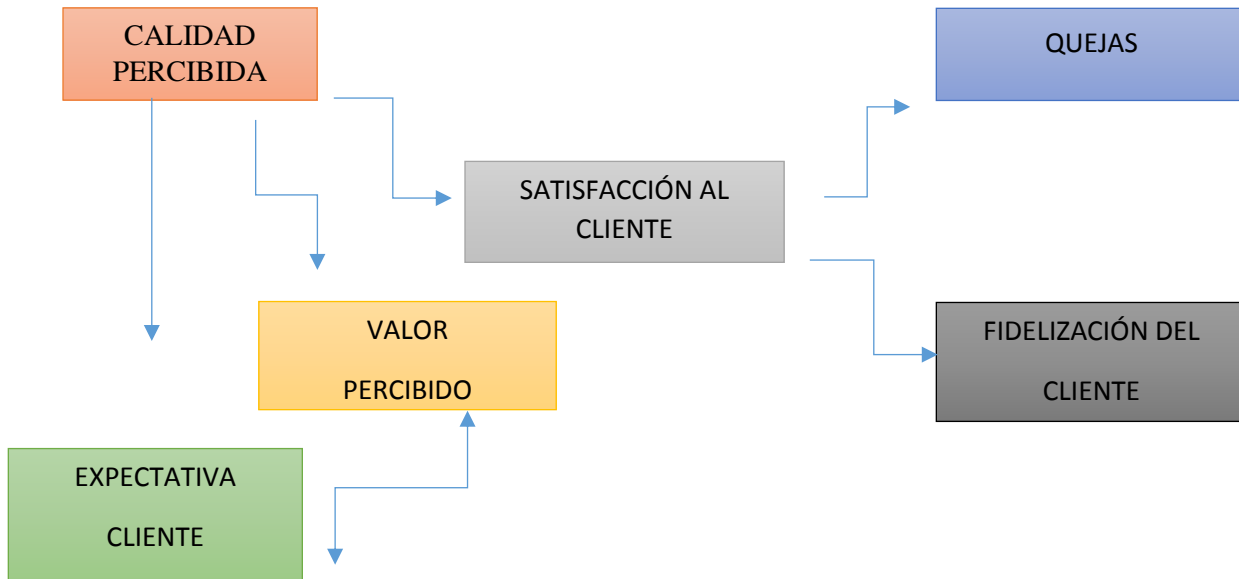 CALIDAD
PERCIBIDA
QUEJAS
SATISFACCIÓN AL
CLIENTE
VALOR
PERCIBIDO
FIDELIZACIÓN DEL
CLIENTE
EXPECTATIVA
CLIENTE